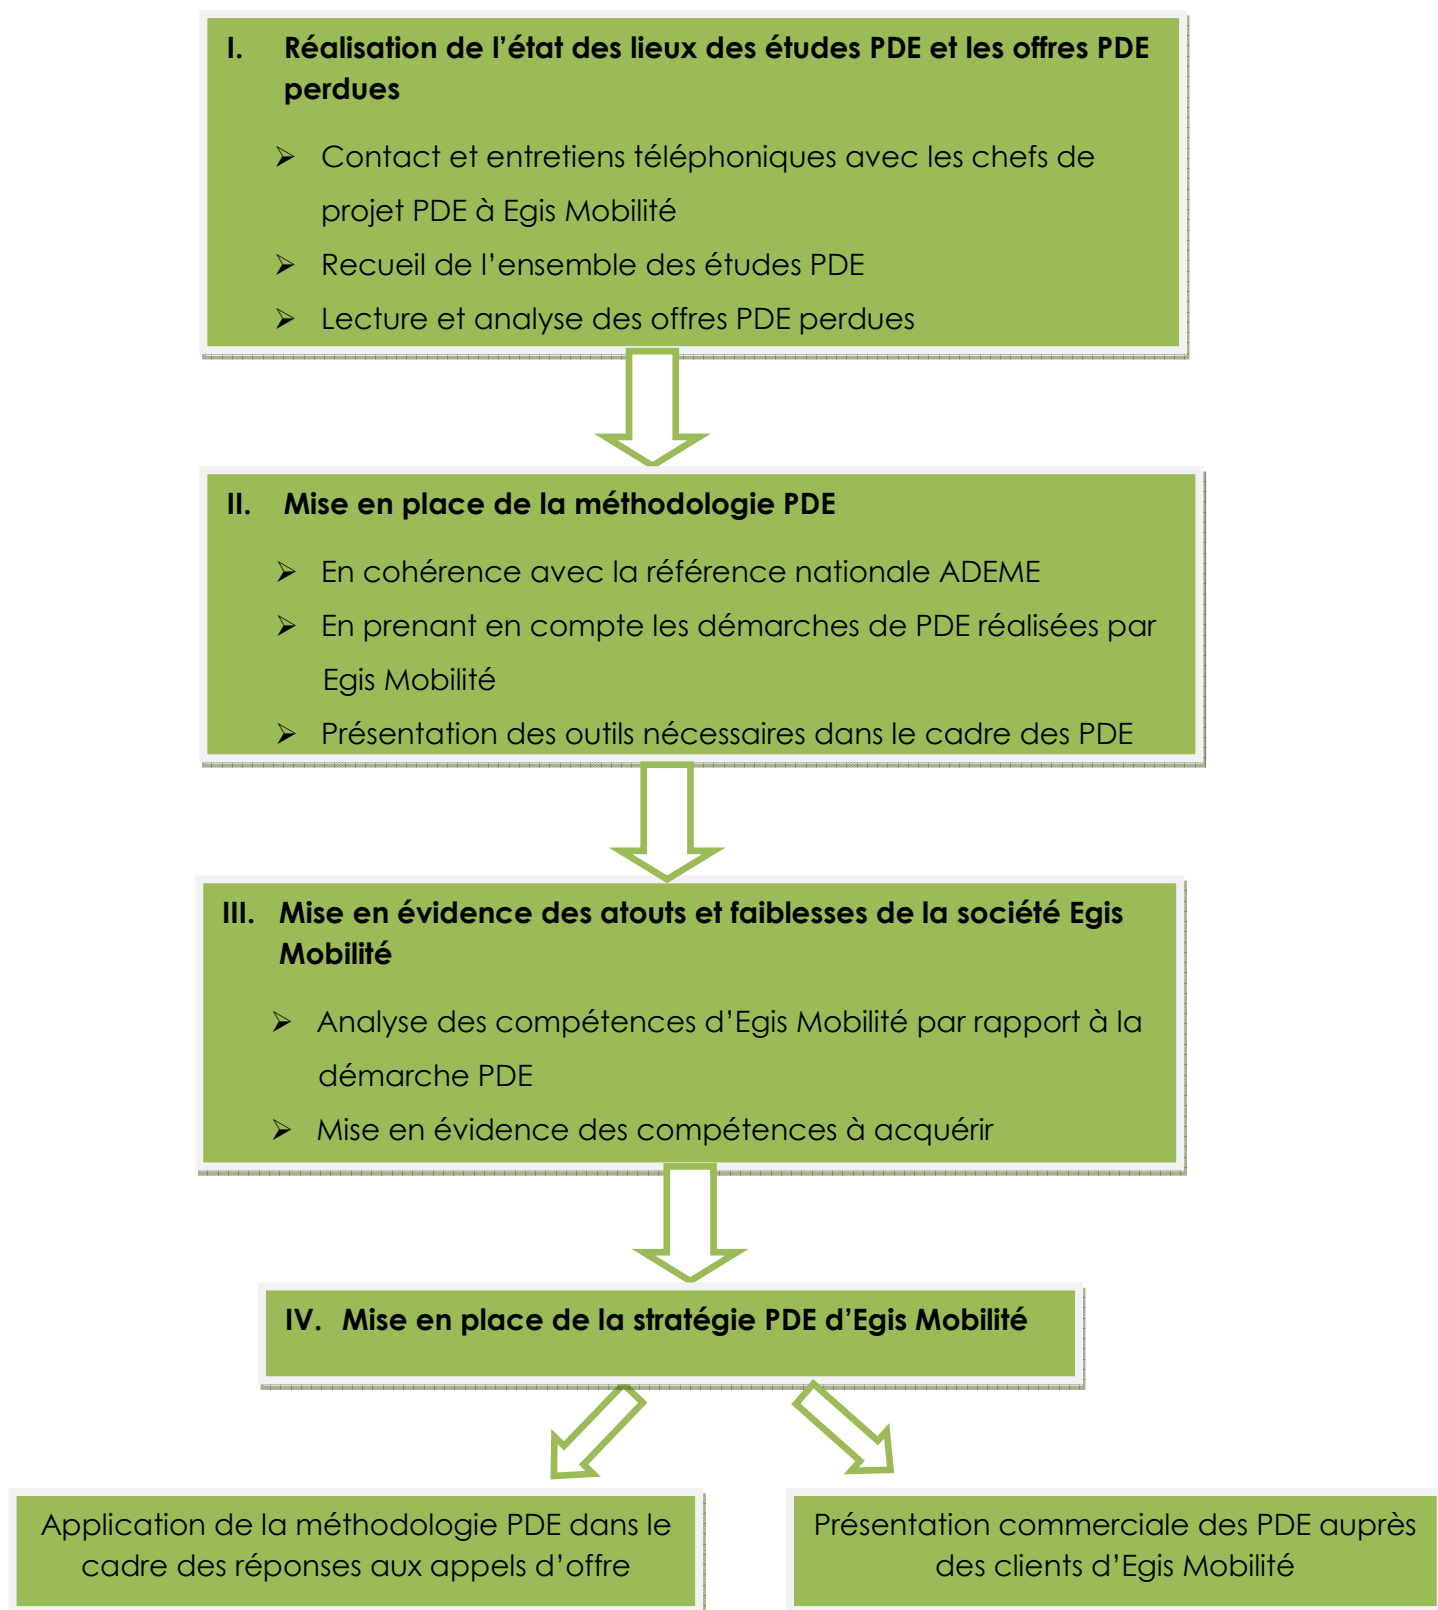 I. Réalisation de l’état des lieux des études PDE et les offres PDE
perdues
➢ Contact et entretiens téléphoniques avec les chefs de
projet PDE à Egis Mobilité
➢ Recueil de l’ensemble des études PDE
➢ Lecture et analyse des offres PDE perdues
II. Mise en place de la méthodologie PDE
➢ En cohérence avec la référence nationale ADEME
➢ En prenant en compte les démarches de PDE réalisées par
Egis Mobilité
➢ Présentation des outils nécessaires dans le cadre des PDE
III. Mise en évidence des atouts et faiblesses de la société Egis
Mobilité
➢ Analyse des compétences d’Egis Mobilité par rapport à la
démarche PDE
➢ Mise en évidence des compétences à acquérir
IV. Mise en place de la stratégie PDE d’Egis Mobilité
Application de la méthodologie PDE dans le
cadre des réponses aux appels d’offre
Présentation commerciale des PDE auprès
des clients d’Egis Mobilité